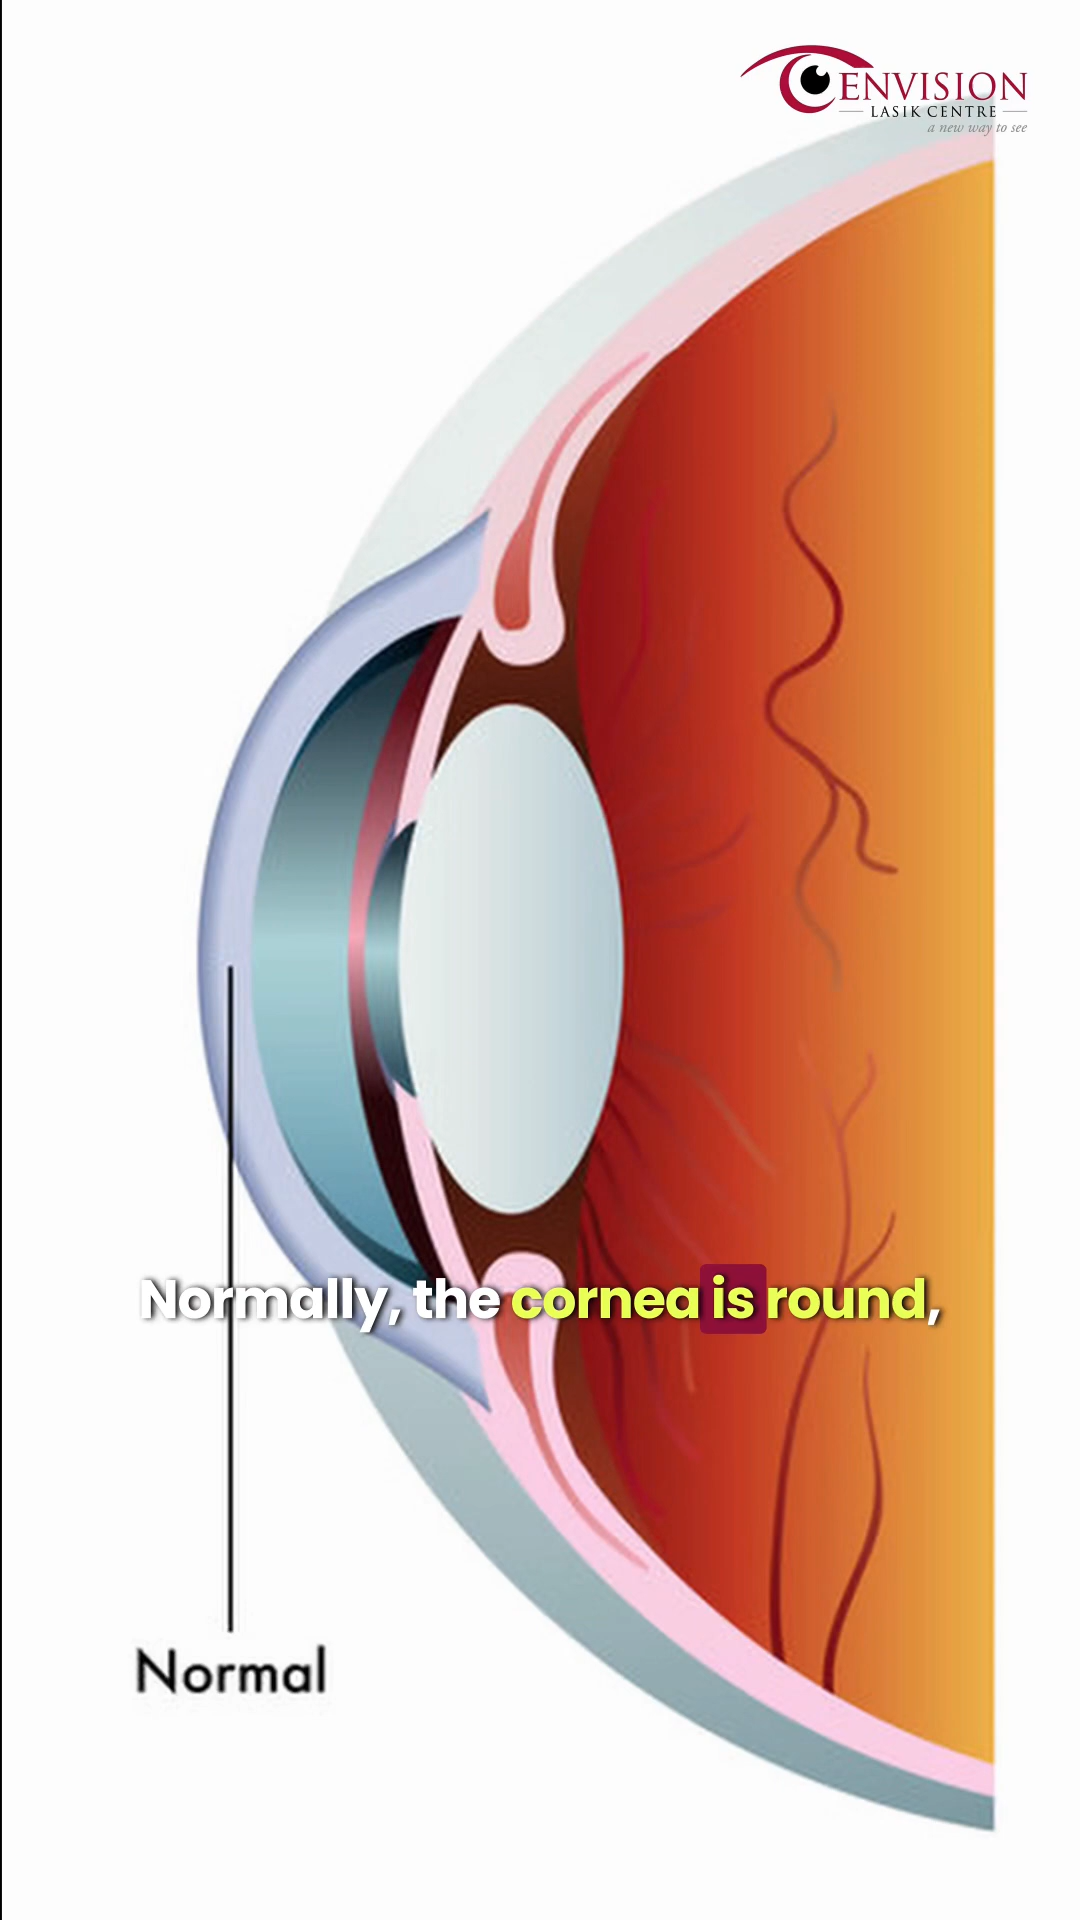 ENVISION
LASIK CENTRE
a new way to see
Normally, the cornea is round,
Normal